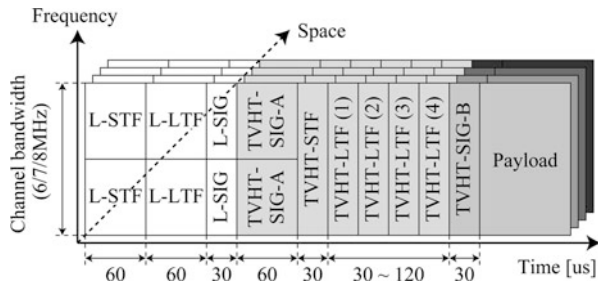 Frequency
Space
Channel bandwidth
(6/7/8MHz)
L-STF
L-LTF
L-SIG
TVHT-
SIG-A
L-STF
L-LTF
L-SIG
TVHT-
SIG-A
TVHT-STF
TVHT-LTF (1)
TVHT-LTF (2)
TVHT-LTF (3)
TVHT-LTF (4)
TVHT-SIG-B
Payload
Time [us]
60
60
30
60
30
30 ~ 120
30